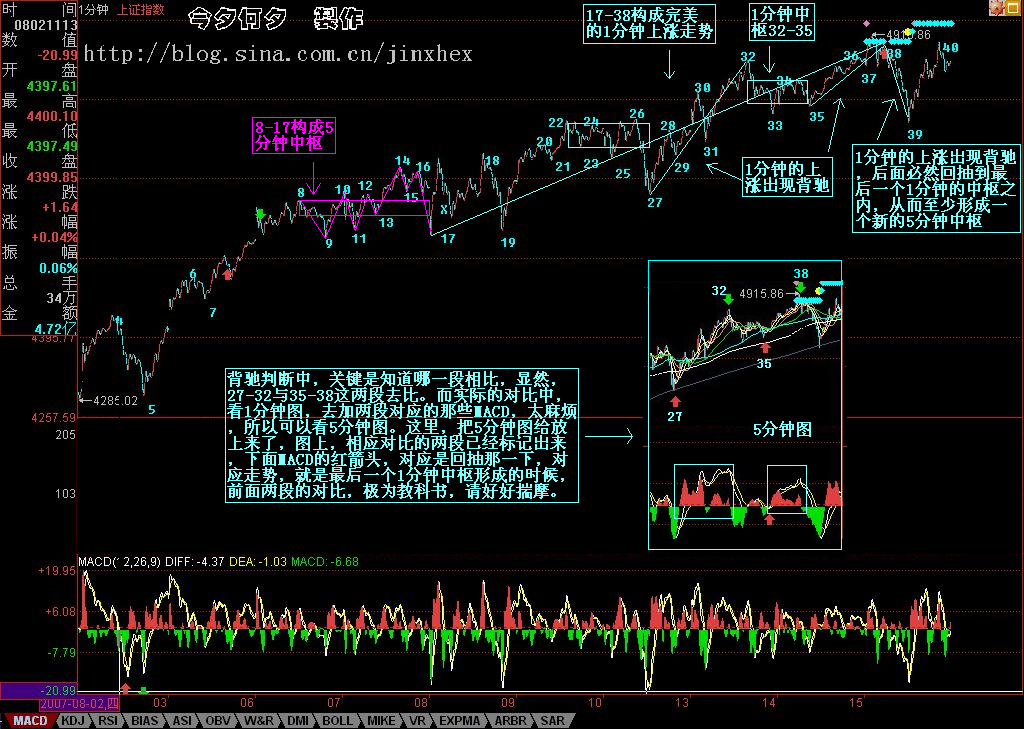 时 间
08021113
数 值
-20.99
开 盘
4397.61
最 高
4400.10
最 低
4397.49
收 盘
4399.85
涨 跌
+1.64
涨 幅
+0.04%
振 幅
0.06%
总 手
34万
金 额
4.72亿
1分钟 上证指数
今夕何夕 製作
http://blog.sina.com.cn/jinxhex
17-38构成完美
的1分钟上涨走势
1分钟中
枢32-35
4915.86
8-17构成5
分钟中枢
1分钟的上
涨出现背驰
1分钟的上涨出现背驰
，后面必然回抽到最
后一个1分钟的中枢之
内，从而至少形成一
个新的5分钟中枢
4
5
6
7
8
9
10
11
12
13
14
15
16
X
17
18
19
20
21
22
23
24
25
26
27
28
29
30
31
32
33
34
35
36
37
38
39
40
4395.77
4285.02
4257.59
205
103
背驰判断中，关键是知道哪一段相比，显然，
27-32与35-38这两段去比。而实际的对比中，
看1分钟图，去加两段对应的那些MACD，太麻烦
，所以可以看5分钟图。这里，把5分钟图给放
上来了，图上，相应对比的两段已经标记出来
，下面MACD的红箭头，对应是回抽那一下，对
应走势，就是最后一个1分钟中枢形成的时候，
前面两段的对比，极为教科书，请好好揣摩。
32
38
4915.86
35
27
5分钟图
MACD(12,26,9) DIFF: -4.37 DEA: -1.03 MACD: -6.68
+19.95
+6.08
-7.79
-20.99
2007-08-02,四
03
06
07
08
09
10
13
14
15
MACD KDJ RSI BIAS ASI OBV W&R DMI BOLL MIKE VR EXPMA ARBR SAR